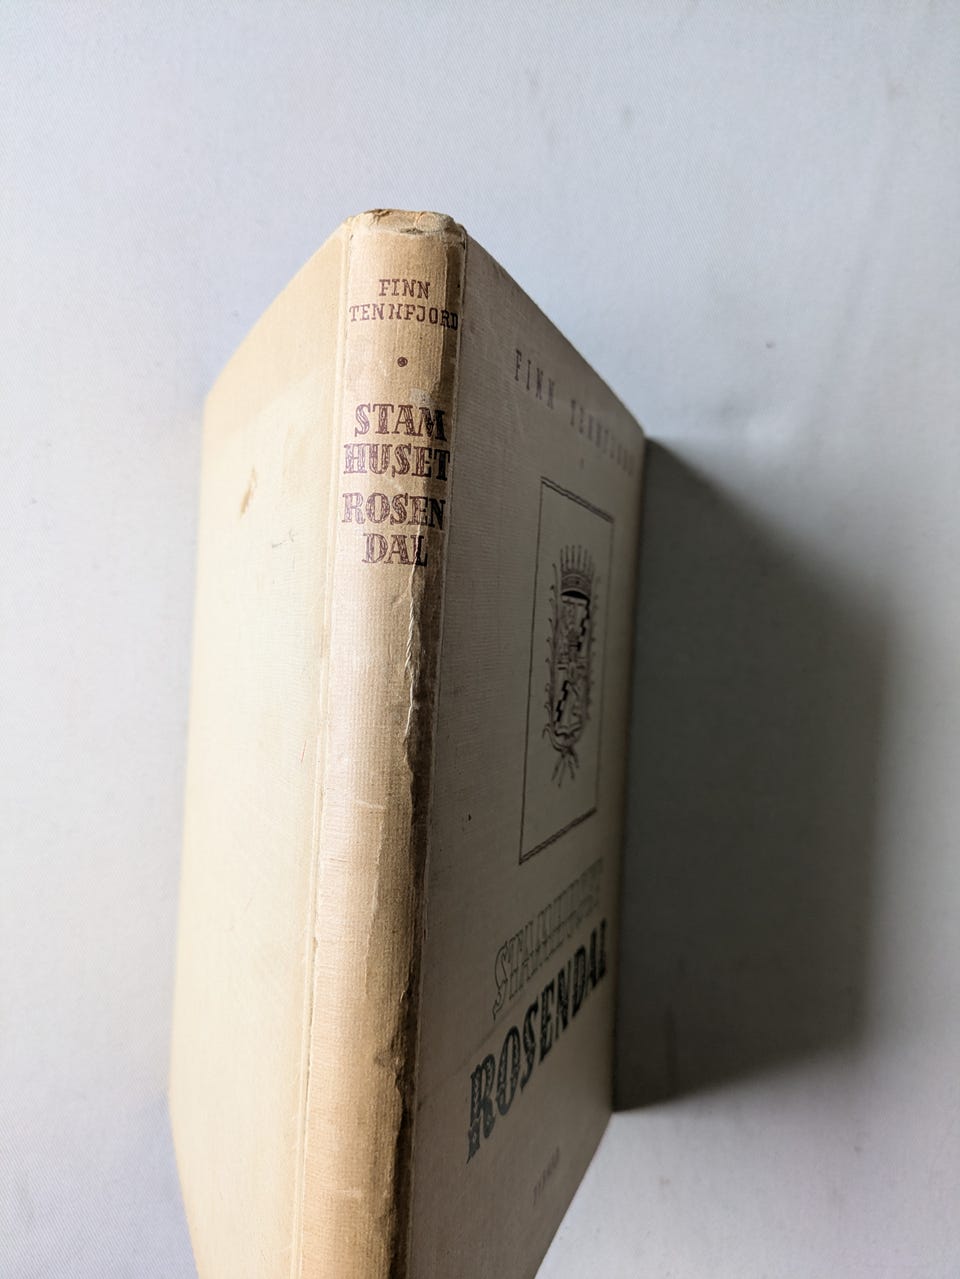 FINN
TENNFJORD
STAM
HUSET
ROSEN
DAL
FINN TENNFJORD
STAMHUSET
ROSENDAL